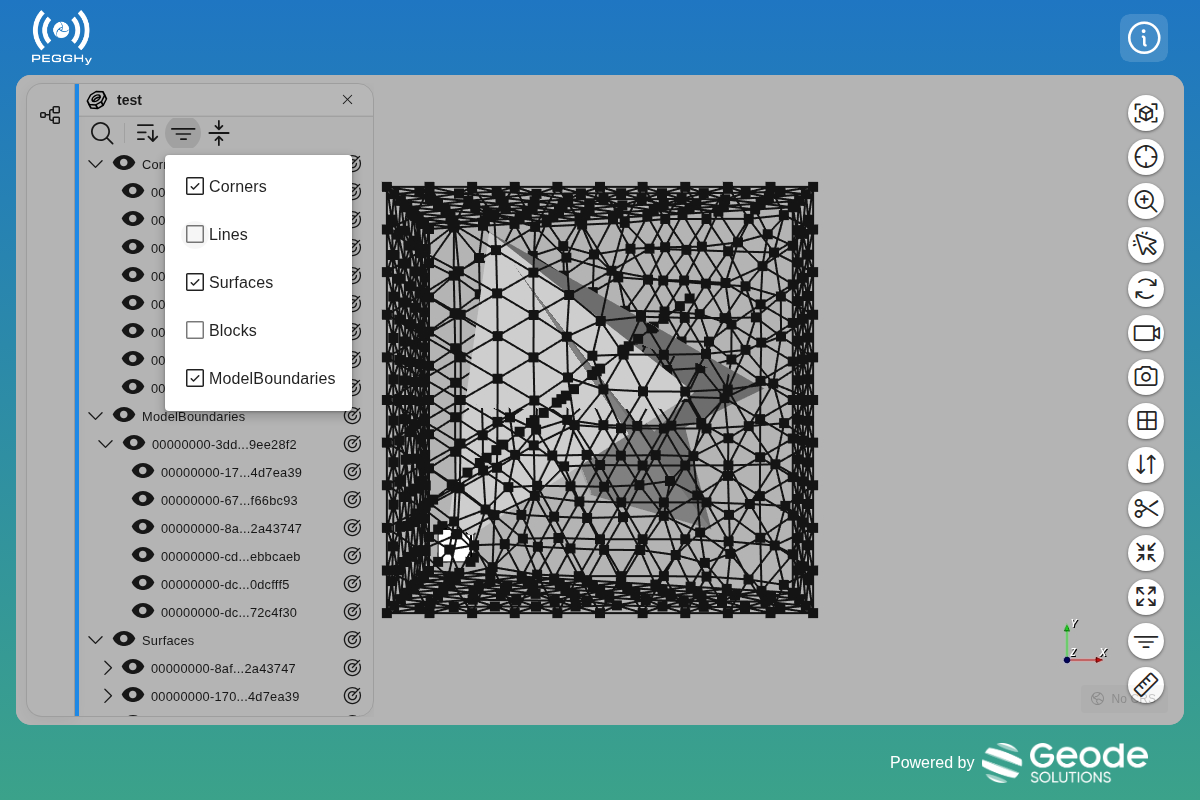 PEGGHy
test
Corners
Lines
Surfaces
Blocks
ModelBoundaries
ModelBoundaries
00000000-3dd...9ee28f2
00000000-17...4d7ea39
00000000-67...f66bc93
00000000-8a...2a43747
00000000-cd...ebbcaeb
00000000-dc...0dcfff5
00000000-dc...72c4f30
Surfaces
00000000-8af...2a43747
00000000-170...4d7ea39
Y
Z X
No CRS
Powered by Geode
SOLUTIONS